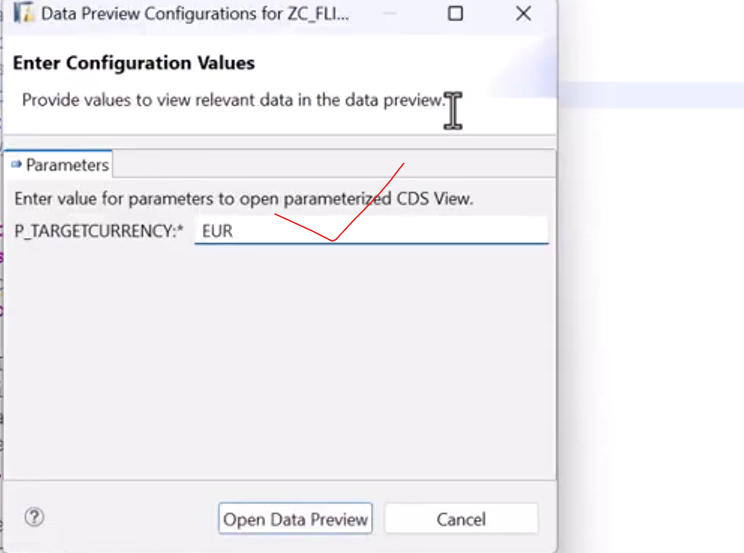 Data Preview Configurations for ZC_FLI...
Enter Configuration Values
Provide values to view relevant data in the data preview.
Parameters
Enter value for parameters to open parameterized CDS View.
P_TARGETCURRENCY:* EUR
Open Data Preview Cancel